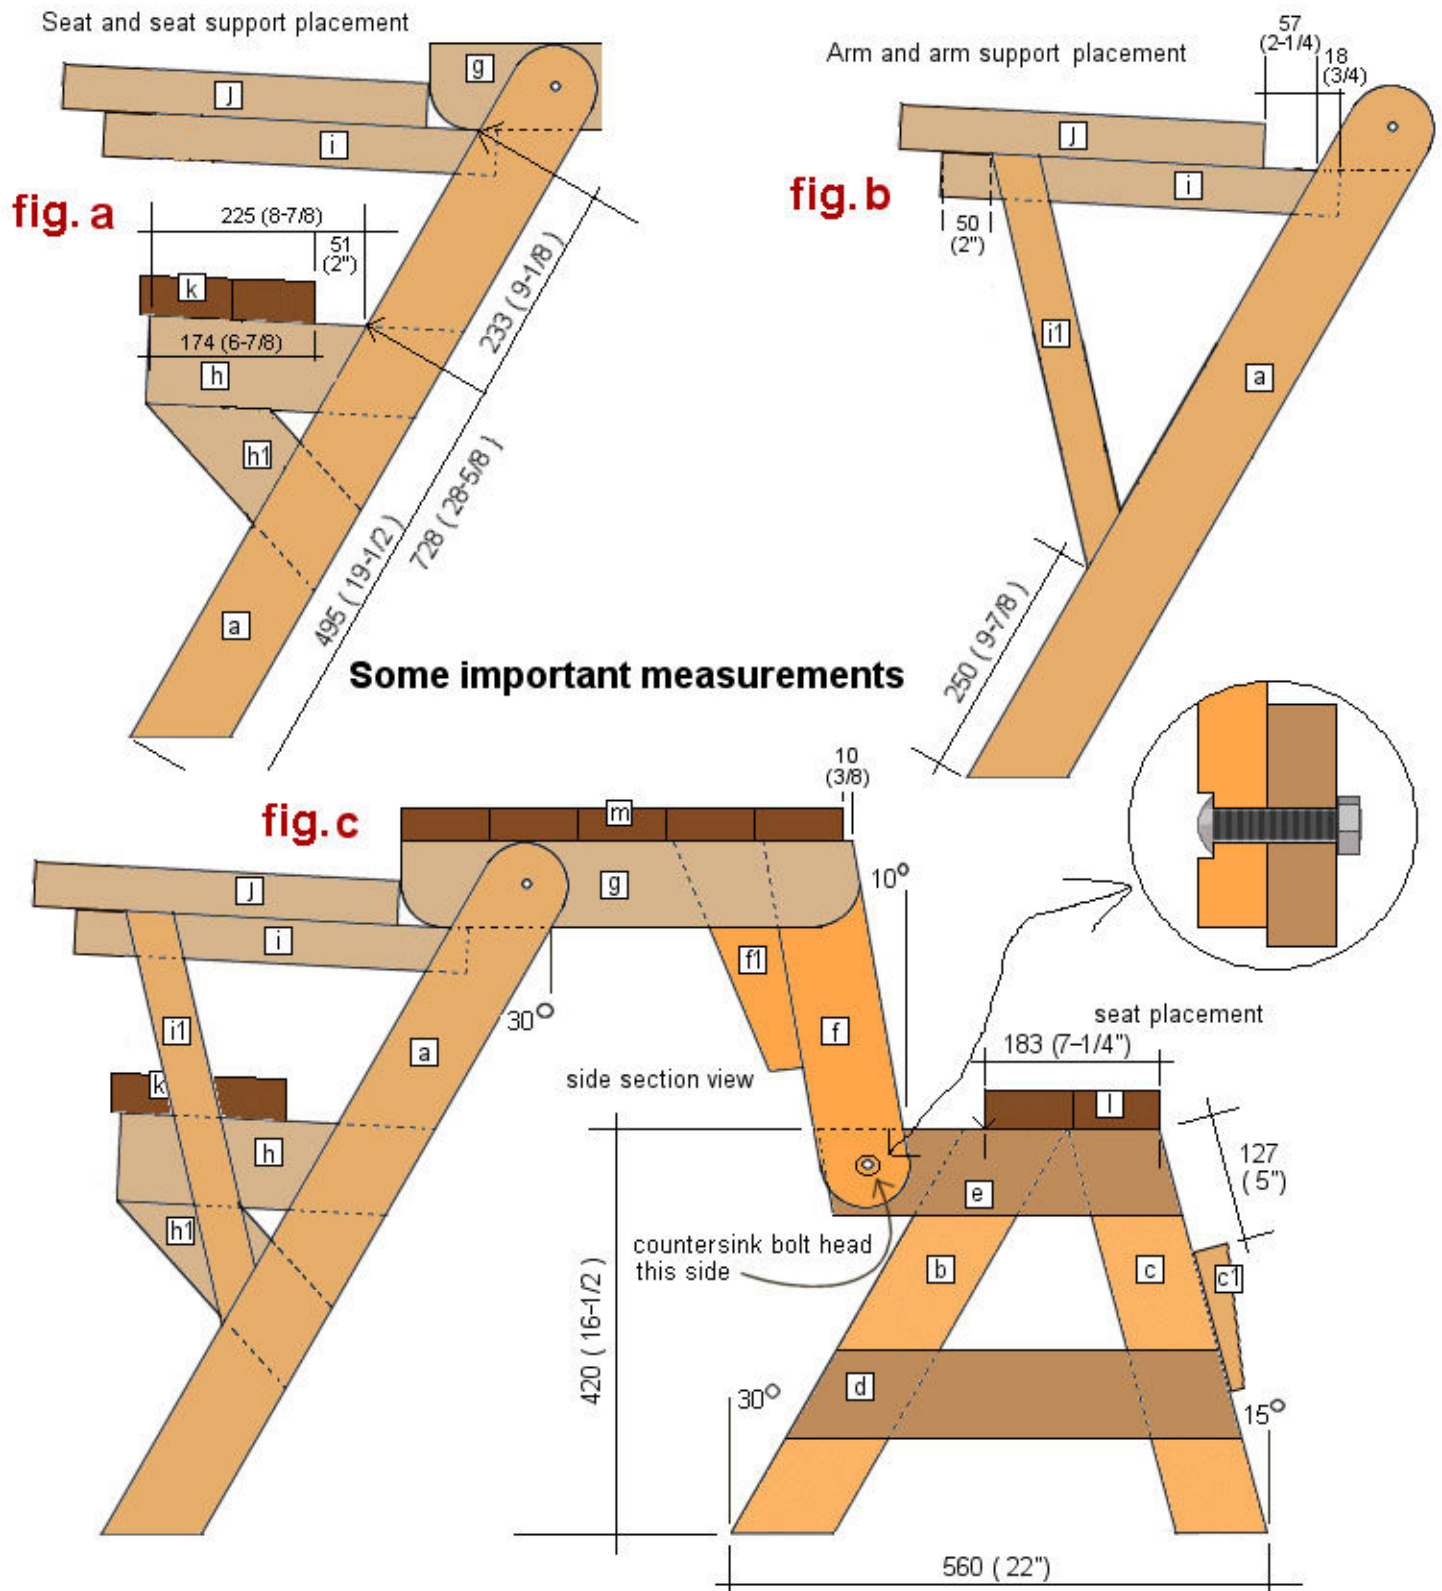 Seat and seat support placement
g
J
i
fig. a
225 (8-7/8)
51
(2")
k
174 (6-7/8)
h
h1
a
233 ( 9-1/8 )
495 ( 19-1/2 )
728 ( 28-5/8 )
Arm and arm support placement
57
(2-1/4)
18
(3/4)
J
i
fig. b
50
(2")
i1
a
250 ( 9-7/8 )
Some important measurements
fig. c
10
(3/8)
m
J
g
i
10o
f1
30o
i1
a
f
k
h
h1
side section view
seat placement
183 (7-1/4")
l
127
( 5")
e
countersink bolt head
this side
b
c
c1
420 ( 16-1/2 )
d
30o
15o
560 ( 22")